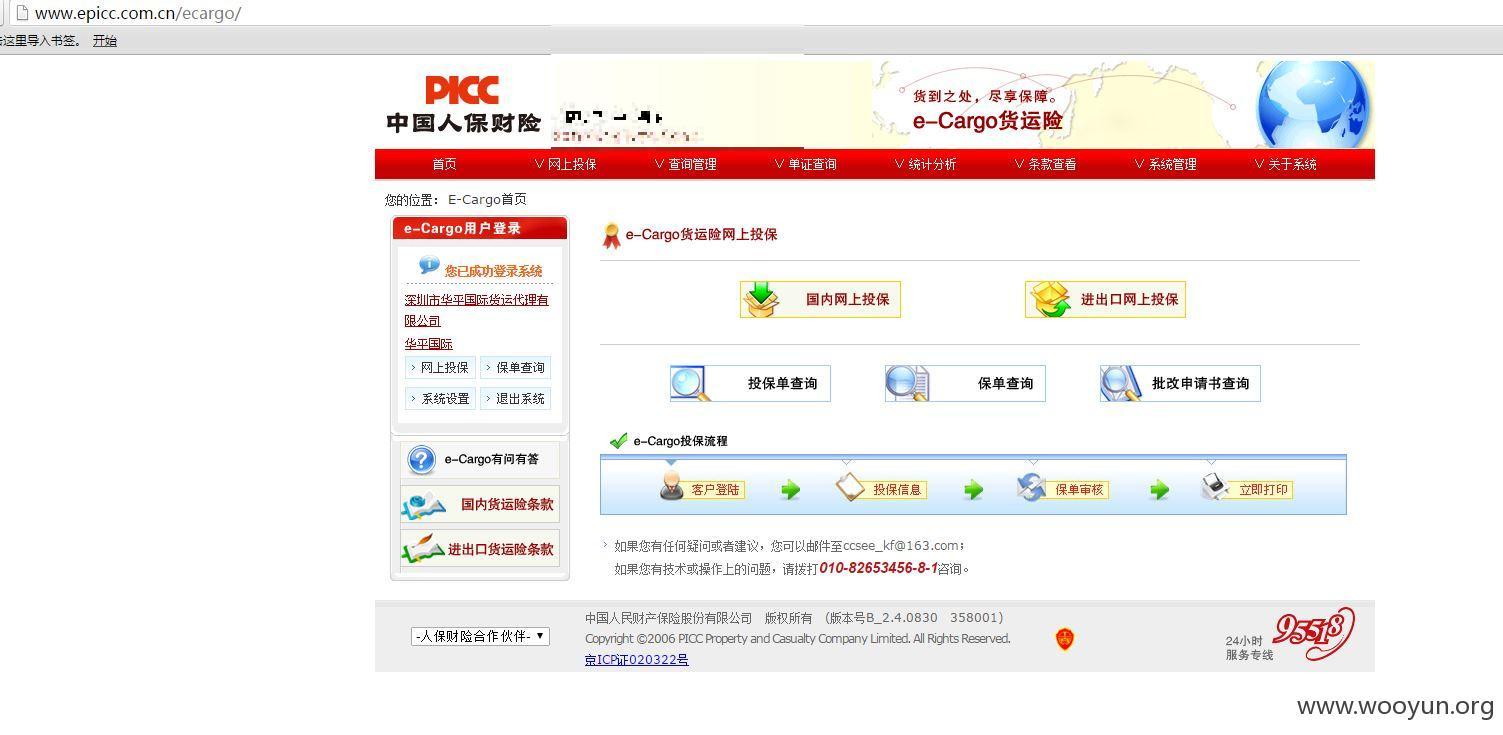 www.epicc.com.cn/ecargo/
这里导入书签。 开始
PICC
中国人保财险
货到之处，尽享保障。
e-Cargo货运险
首页 网上投保 查询管理 单证查询 统计分析 条款查看 系统管理 关于系统
您的位置： E-Cargo首页
e-Cargo用户登录
您已成功登录系统
深圳市华平国际货运代理有
限公司
华平国际
网上投保 保单查询
系统设置 退出系统
e-Cargo有问有答
国内货运险条款
进出口货运险条款
e-Cargo货运险网上投保
国内网上投保 进出口网上投保
投保单查询 保单查询 批改申请书查询
e-Cargo投保流程
客户登陆 投保信息 保单审核 立即打印
如果您有任何疑问或者建议，您可以邮件至ccsee_kf@163.com；
如果您有技术或操作上的问题，请拨打010-82653456-8-1咨询。
-人保财险合作伙伴-
中国人民财产保险股份有限公司 版权所有 （版本号B_2.4.0830 358001）
Copyright ©2006 PICC Property and Casualty Company Limited. All Rights Reserved.
京ICP证020322号
24小时
服务专线
95518
www.wooyun.org